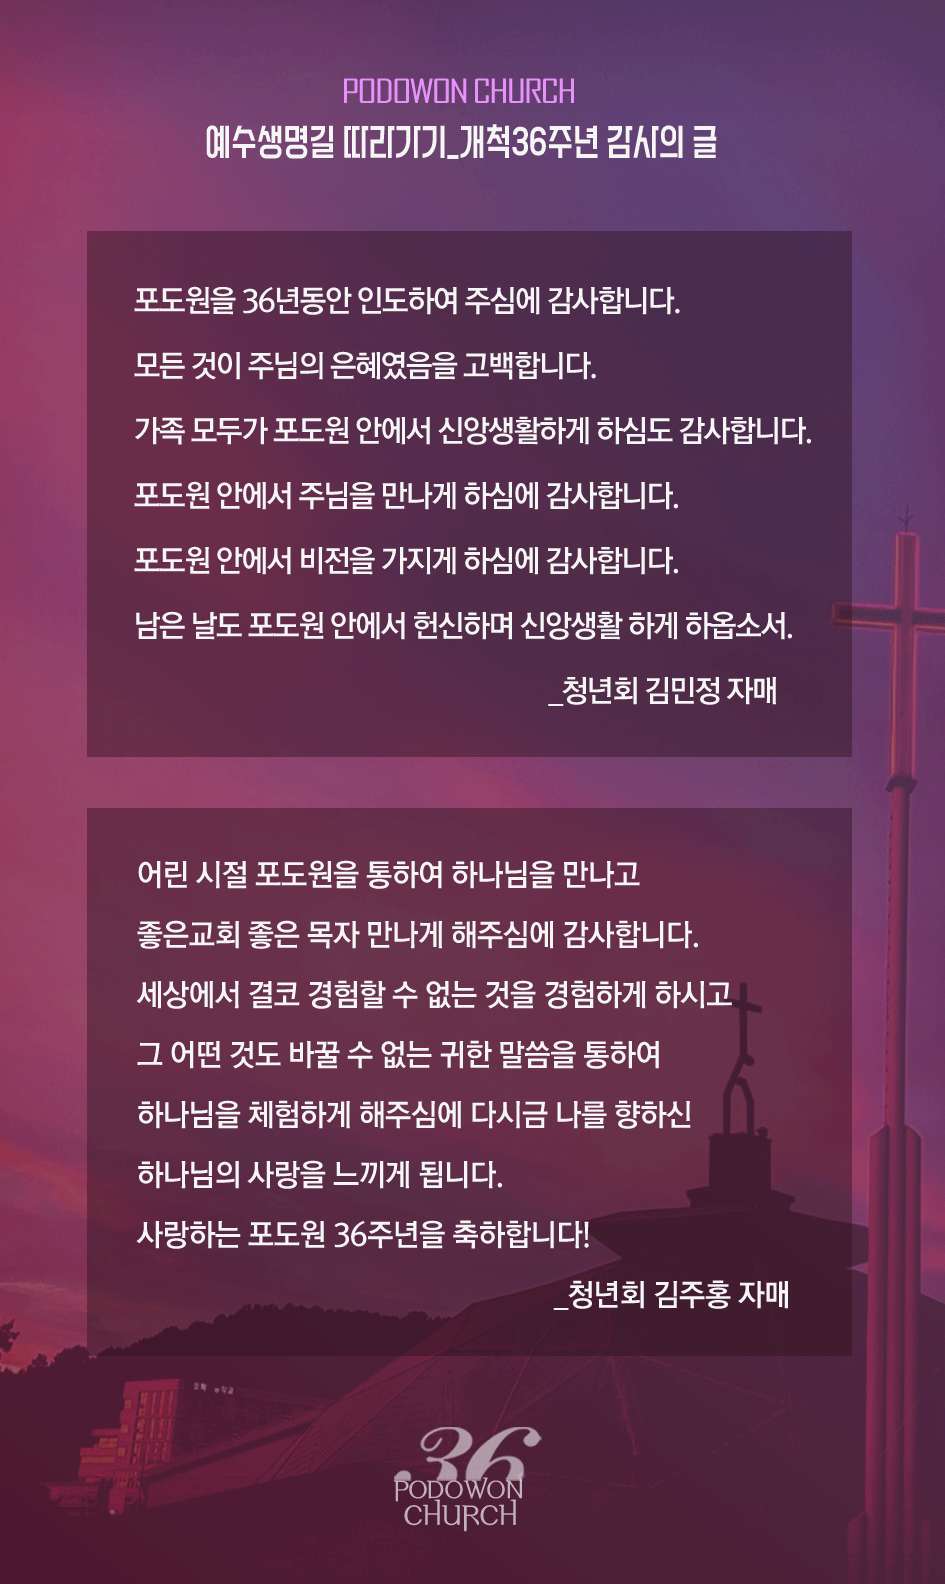 PODOWON CHURCH
예수생명길 따라가기_개척36주년 감사의 글
포도원을 36년동안 인도하여 주심에 감사합니다.
모든 것이 주님의 은혜였음을 고백합니다.
가족 모두가 포도원 안에서 신앙생활하게 하심도 감사합니다.
포도원 안에서 주님을 만나게 하심에 감사합니다.
포도원 안에서 비전을 가지게 하심에 감사합니다.
남은 날도 포도원 안에서 헌신하며 신앙생활 하게 하옵소서.
_청년회 김민정 자매
어린 시절 포도원을 통하여 하나님을 만나고
좋은교회 좋은 목자 만나게 해주심에 감사합니다.
세상에서 결코 경험할 수 없는 것을 경험하게 하시고
그 어떤 것도 바꿀 수 없는 귀한 말씀을 통하여
하나님을 체험하게 해주심에 다시금 나를 향하신
하나님의 사랑을 느끼게 됩니다.
사랑하는 포도원 36주년을 축하합니다!
_청년회 김주홍 자매
36
PODOWON
CHURCH